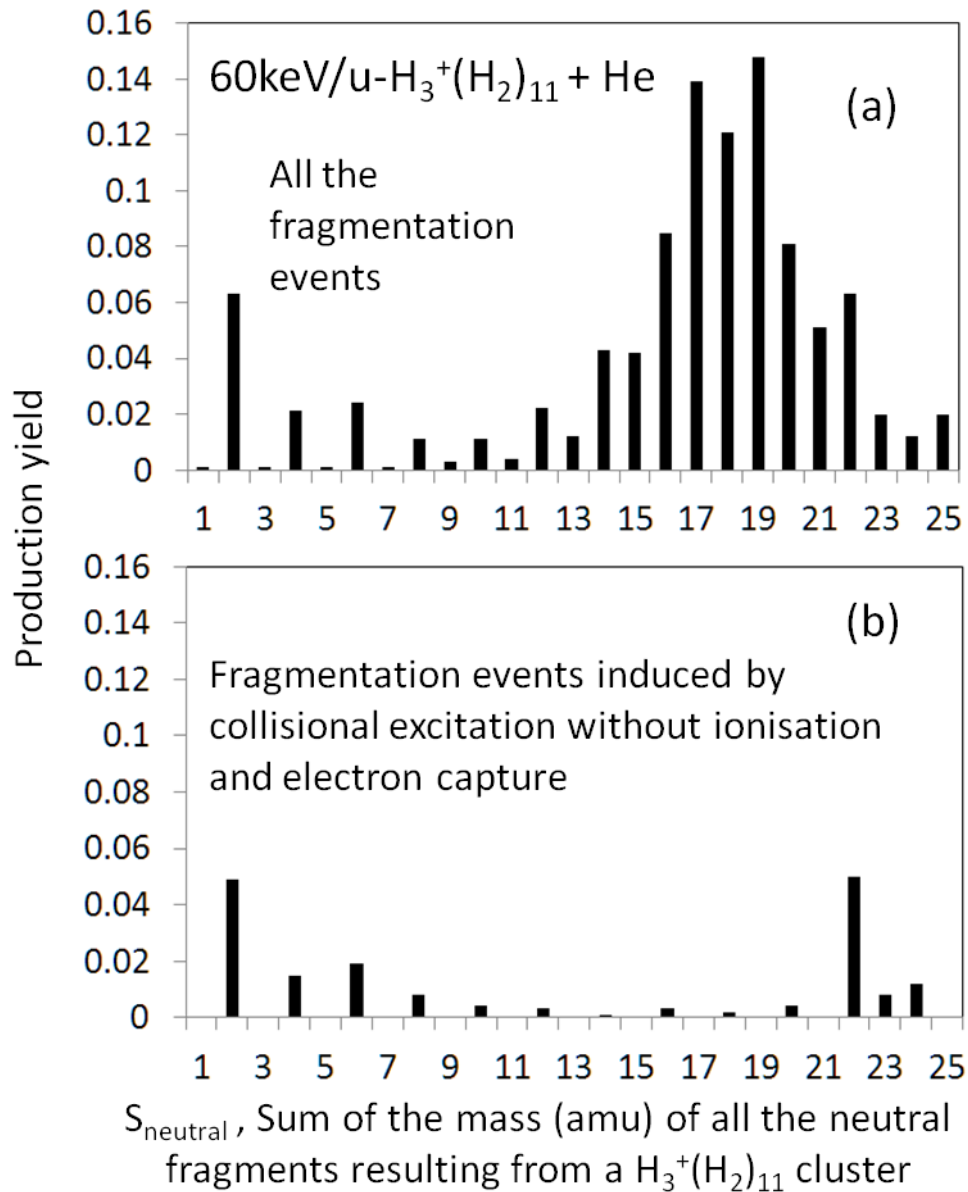 0.16
0.14
0.12
0.1
0.08
0.06
0.04
0.02
0
60keV/u-H₃⁺(H₂)₁₁ + He
(a)
All the
fragmentation
events
1 3 5 7 9 11 13 15 17 19 21 23 25
Production yield
0.16
0.14
0.12
0.1
0.08
0.06
0.04
0.02
0
(b)
Fragmentation events induced by
collisional excitation without ionisation
and electron capture
1 3 5 7 9 11 13 15 17 19 21 23 25
Sₙₑᵤₜᵣₐₗ , Sum of the mass (amu) of all the neutral
fragments resulting from a H₃⁺(H₂)₁₁ cluster